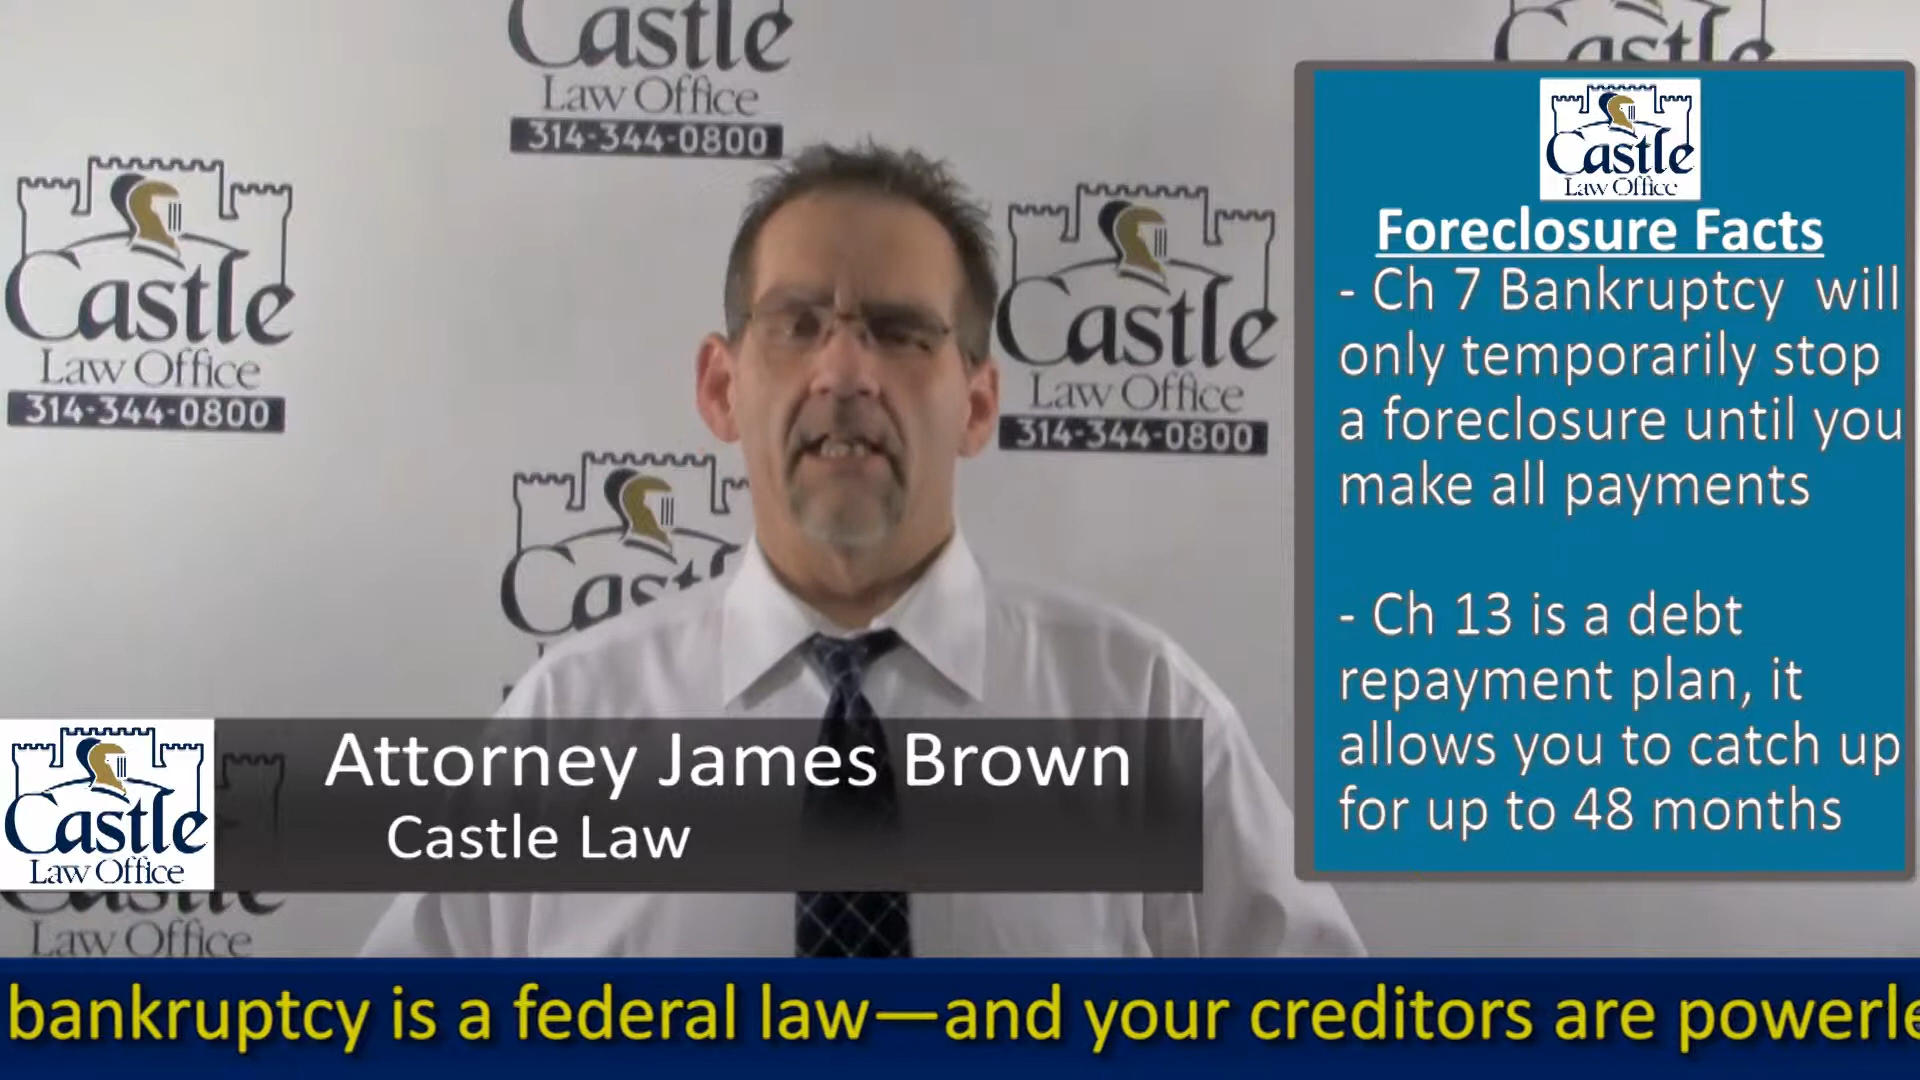 Castle
Law Office
314-344-0800
Castle
Castle
Law Office
Foreclosure Facts
- Ch 7 Bankruptcy will
only temporarily stop
a foreclosure until you
make all payments
- Ch 13 is a debt
repayment plan, it
allows you to catch up
for up to 48 months
Castle
Law Office
314-344-0800
Castle
Law Office
314-344-0800
Castle
Attorney James Brown
Castle Law
Castle
Law Office
Law Office
bankruptcy is a federal law—and your creditors are powerle